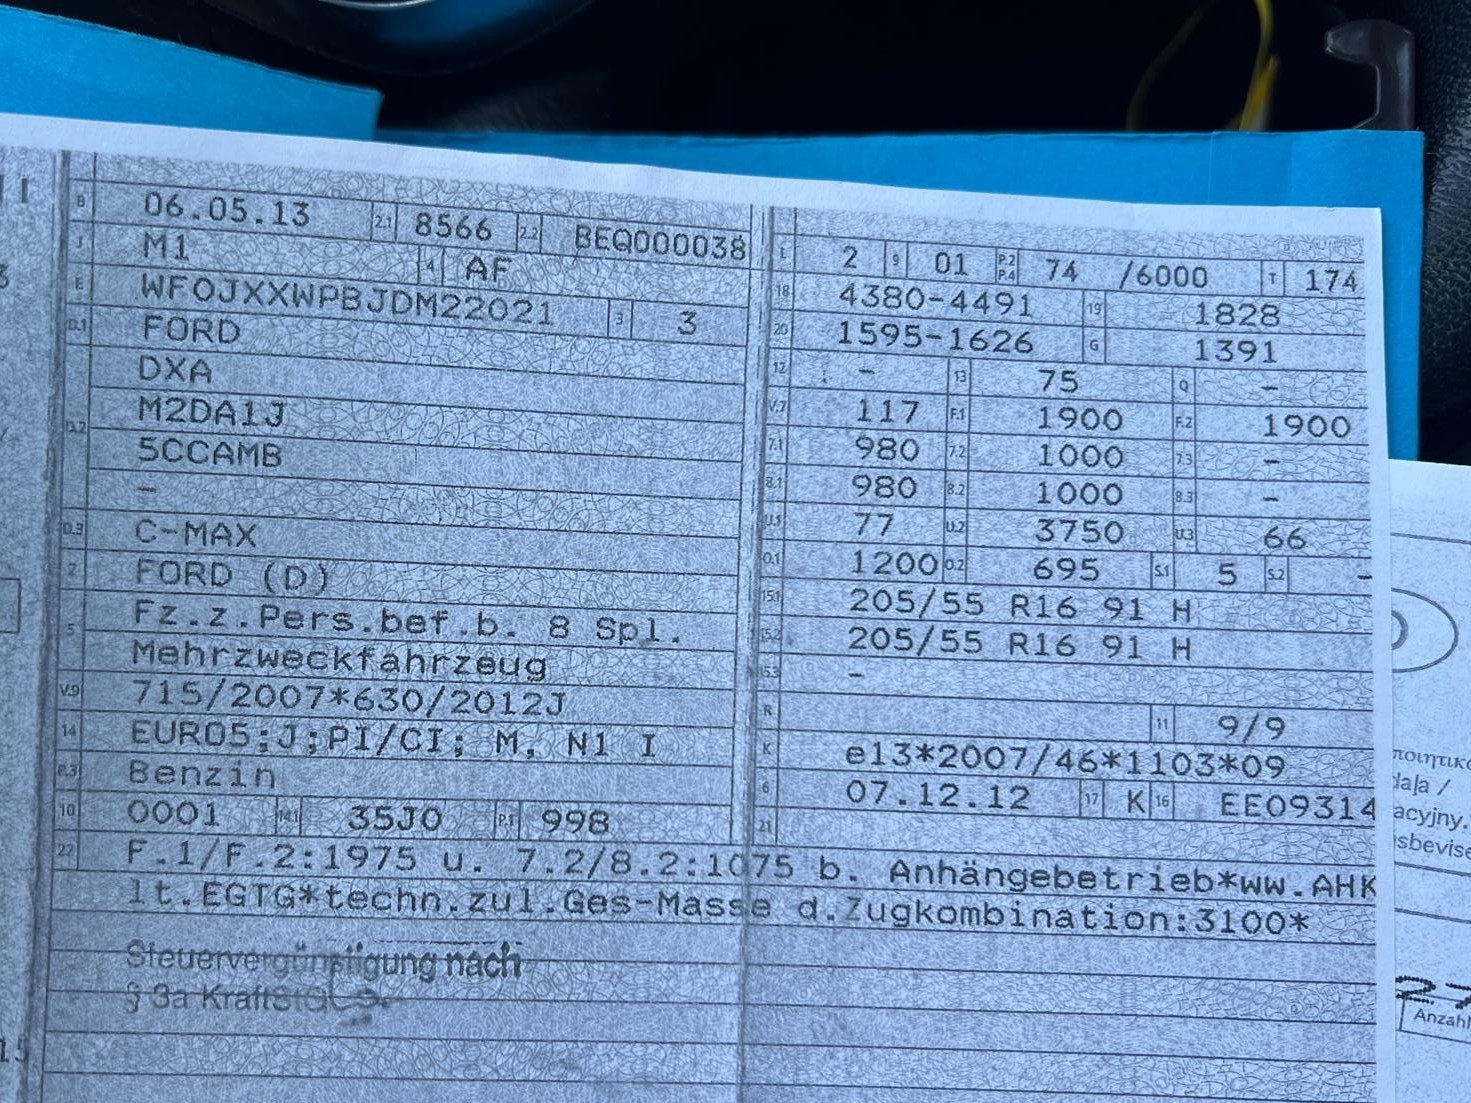 B 06.05.13 2.1 8566 2.2 BEQ000038
J M1 4 AF
E WF0JXXWPBJDM22021 3 3
D.1 FORD
DXA
D.2 M2DA1J
5CCAMB
–
D.3 C-MAX
2 FORD (D)
5 Fz.z.Pers.bef.b. 8 Spl.
Mehrzweckfahrzeug
V.9 715/2007*630/2012J
14 EURO5;J;PI/CI; M, N1 I
P.3 Benzin
10 0001 14.1 35J0 P.1 998
L 2 9 01 P.2 P.4 74 /6000 T 174
18 4380-4491 19 1828
20 1595-1626 G 1391
12 – 13 75 Q –
V.7 117 F.1 1900 F.2 1900
7.1 980 7.2 1000 7.3 –
8.1 980 8.2 1000 8.3 –
U.1 77 U.2 3750 U.3 66
O.1 1200 O.2 695 S.1 5 S.2 –
15.1 205/55 R16 91 H
15.2 205/55 R16 91 H
15.3 –
R 11 9/9
K e13*2007/46*1103*09
6 07.12.12 17 K 16 EE09314
21
22 F.1/F.2:1975 u. 7.2/8.2:1075 b. Anhängebetrieb*ww.AHK
lt.EGTG*techn.zul.Ges-Masse d.Zugkombination:3100*
Steuervergünstigung nach
§ 3a KraftStG
Anzahl